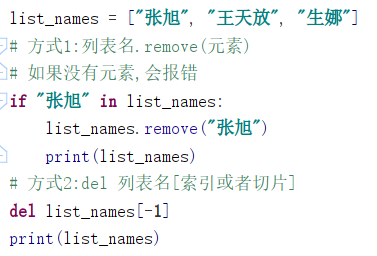 list_names = ["张旭", "王天放", "生娜"]
# 方式1:列表名.remove(元素)
# 如果没有元素,会报错
if "张旭" in list_names:
    list_names.remove("张旭")
    print(list_names)
# 方式2:del 列表名[索引或者切片]
del list_names[-1]
print(list_names)